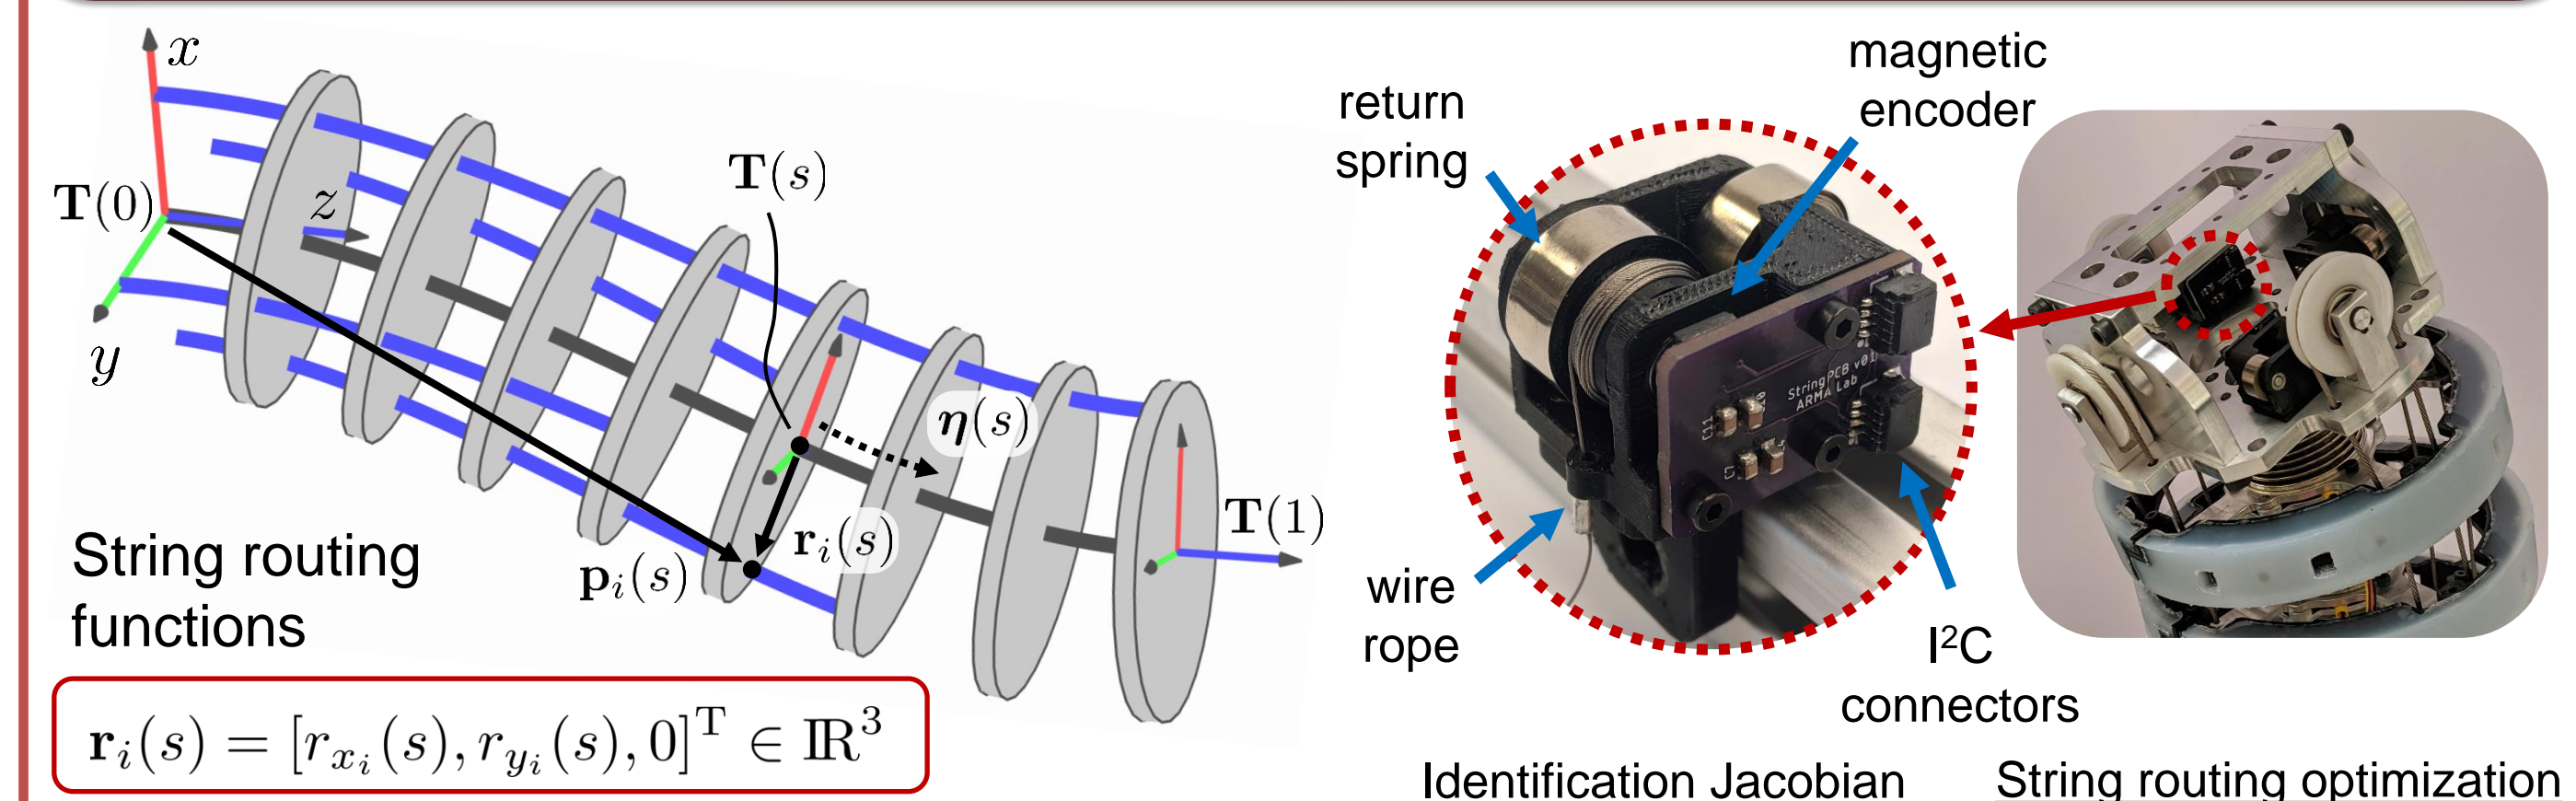 x
T(0)
z
y
T(s)
η(s)
r_i(s)
p_i(s)
T(1)
String routing
functions
r_i(s) = [r_{x_i}(s), r_{y_i}(s), 0]^T ∈ ℝ^3
return
spring
magnetic
encoder
StringPCB v01
ARMA Lab
C11
wire
rope
I²C
connectors
Identification Jacobian
String routing optimization